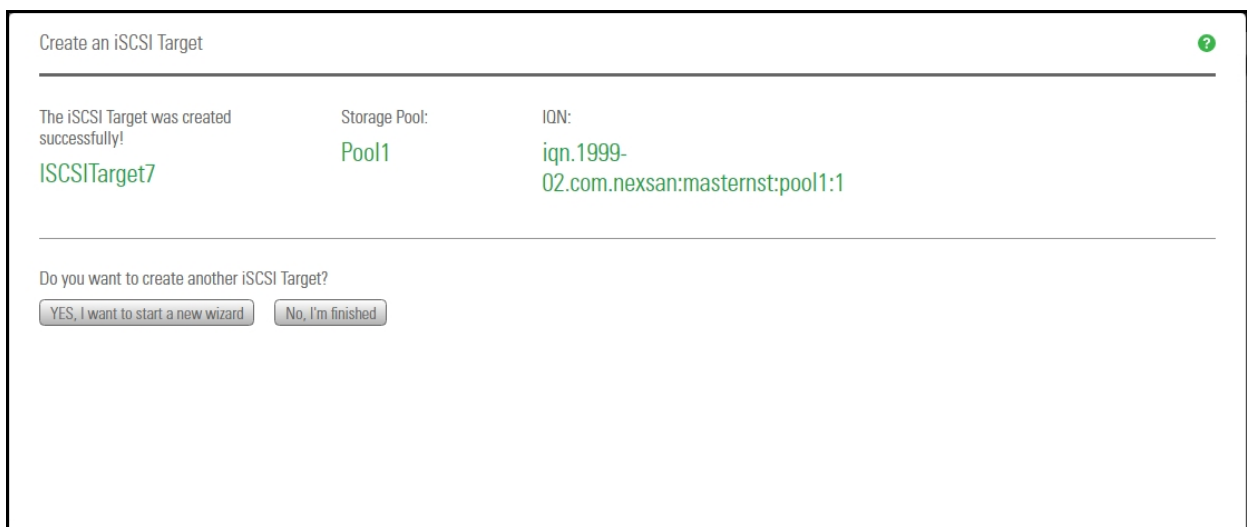 Create an iSCSI Target
?
The iSCSI Target was created
successfully!
ISCSITarget7
Storage Pool:
Pool1
IQN:
iqn.1999-
02.com.nexsan:masternst:pool1:1
Do you want to create another iSCSI Target?
YES, I want to start a new wizard
No, I'm finished